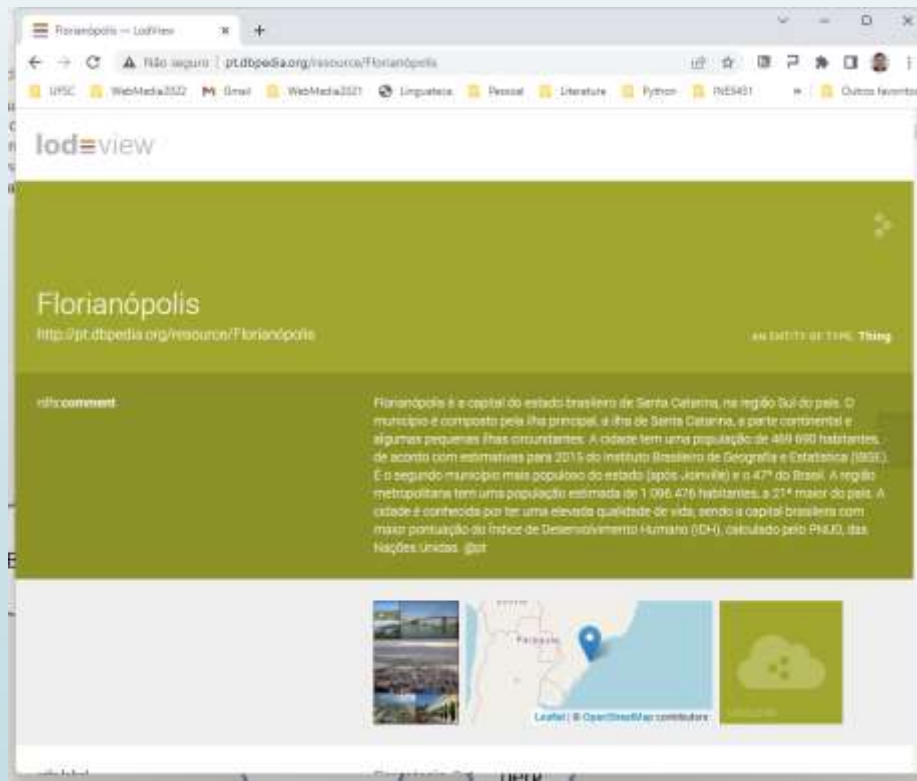 Florianópolis — LodView
Não seguro | pt.dbpedia.org/resource/Florianópolis
UFSC WebMedia2022 Gmail WebMedia2021 Linguateca Pessoal Literature Python INE5431 » Outros favoritos
lodview
Florianópolis
http://pt.dbpedia.org/resource/Florianópolis
AN ENTITY OF TYPE: Thing
rdfs:comment
Florianópolis é a capital do estado brasileiro de Santa Catarina, na região Sul do país. O
município é composto pela ilha principal, a ilha de Santa Catarina, a parte continental e
algumas pequenas ilhas circundantes. A cidade tem uma população de 469 690 habitantes,
de acordo com estimativas para 2015 do Instituto Brasileiro de Geografia e Estatística (IBGE).
É o segundo município mais populoso do estado (após Joinville) e o 47º do Brasil. A região
metropolitana tem uma população estimada de 1 096 476 habitantes, a 21ª maior do país. A
cidade é conhecida por ter uma elevada qualidade de vida, sendo a capital brasileira com
maior pontuação do Índice de Desenvolvimento Humano (IDH), calculado pelo PNUD, das
Nações Unidas. @pt
Leaflet | © OpenStreetMap contributors